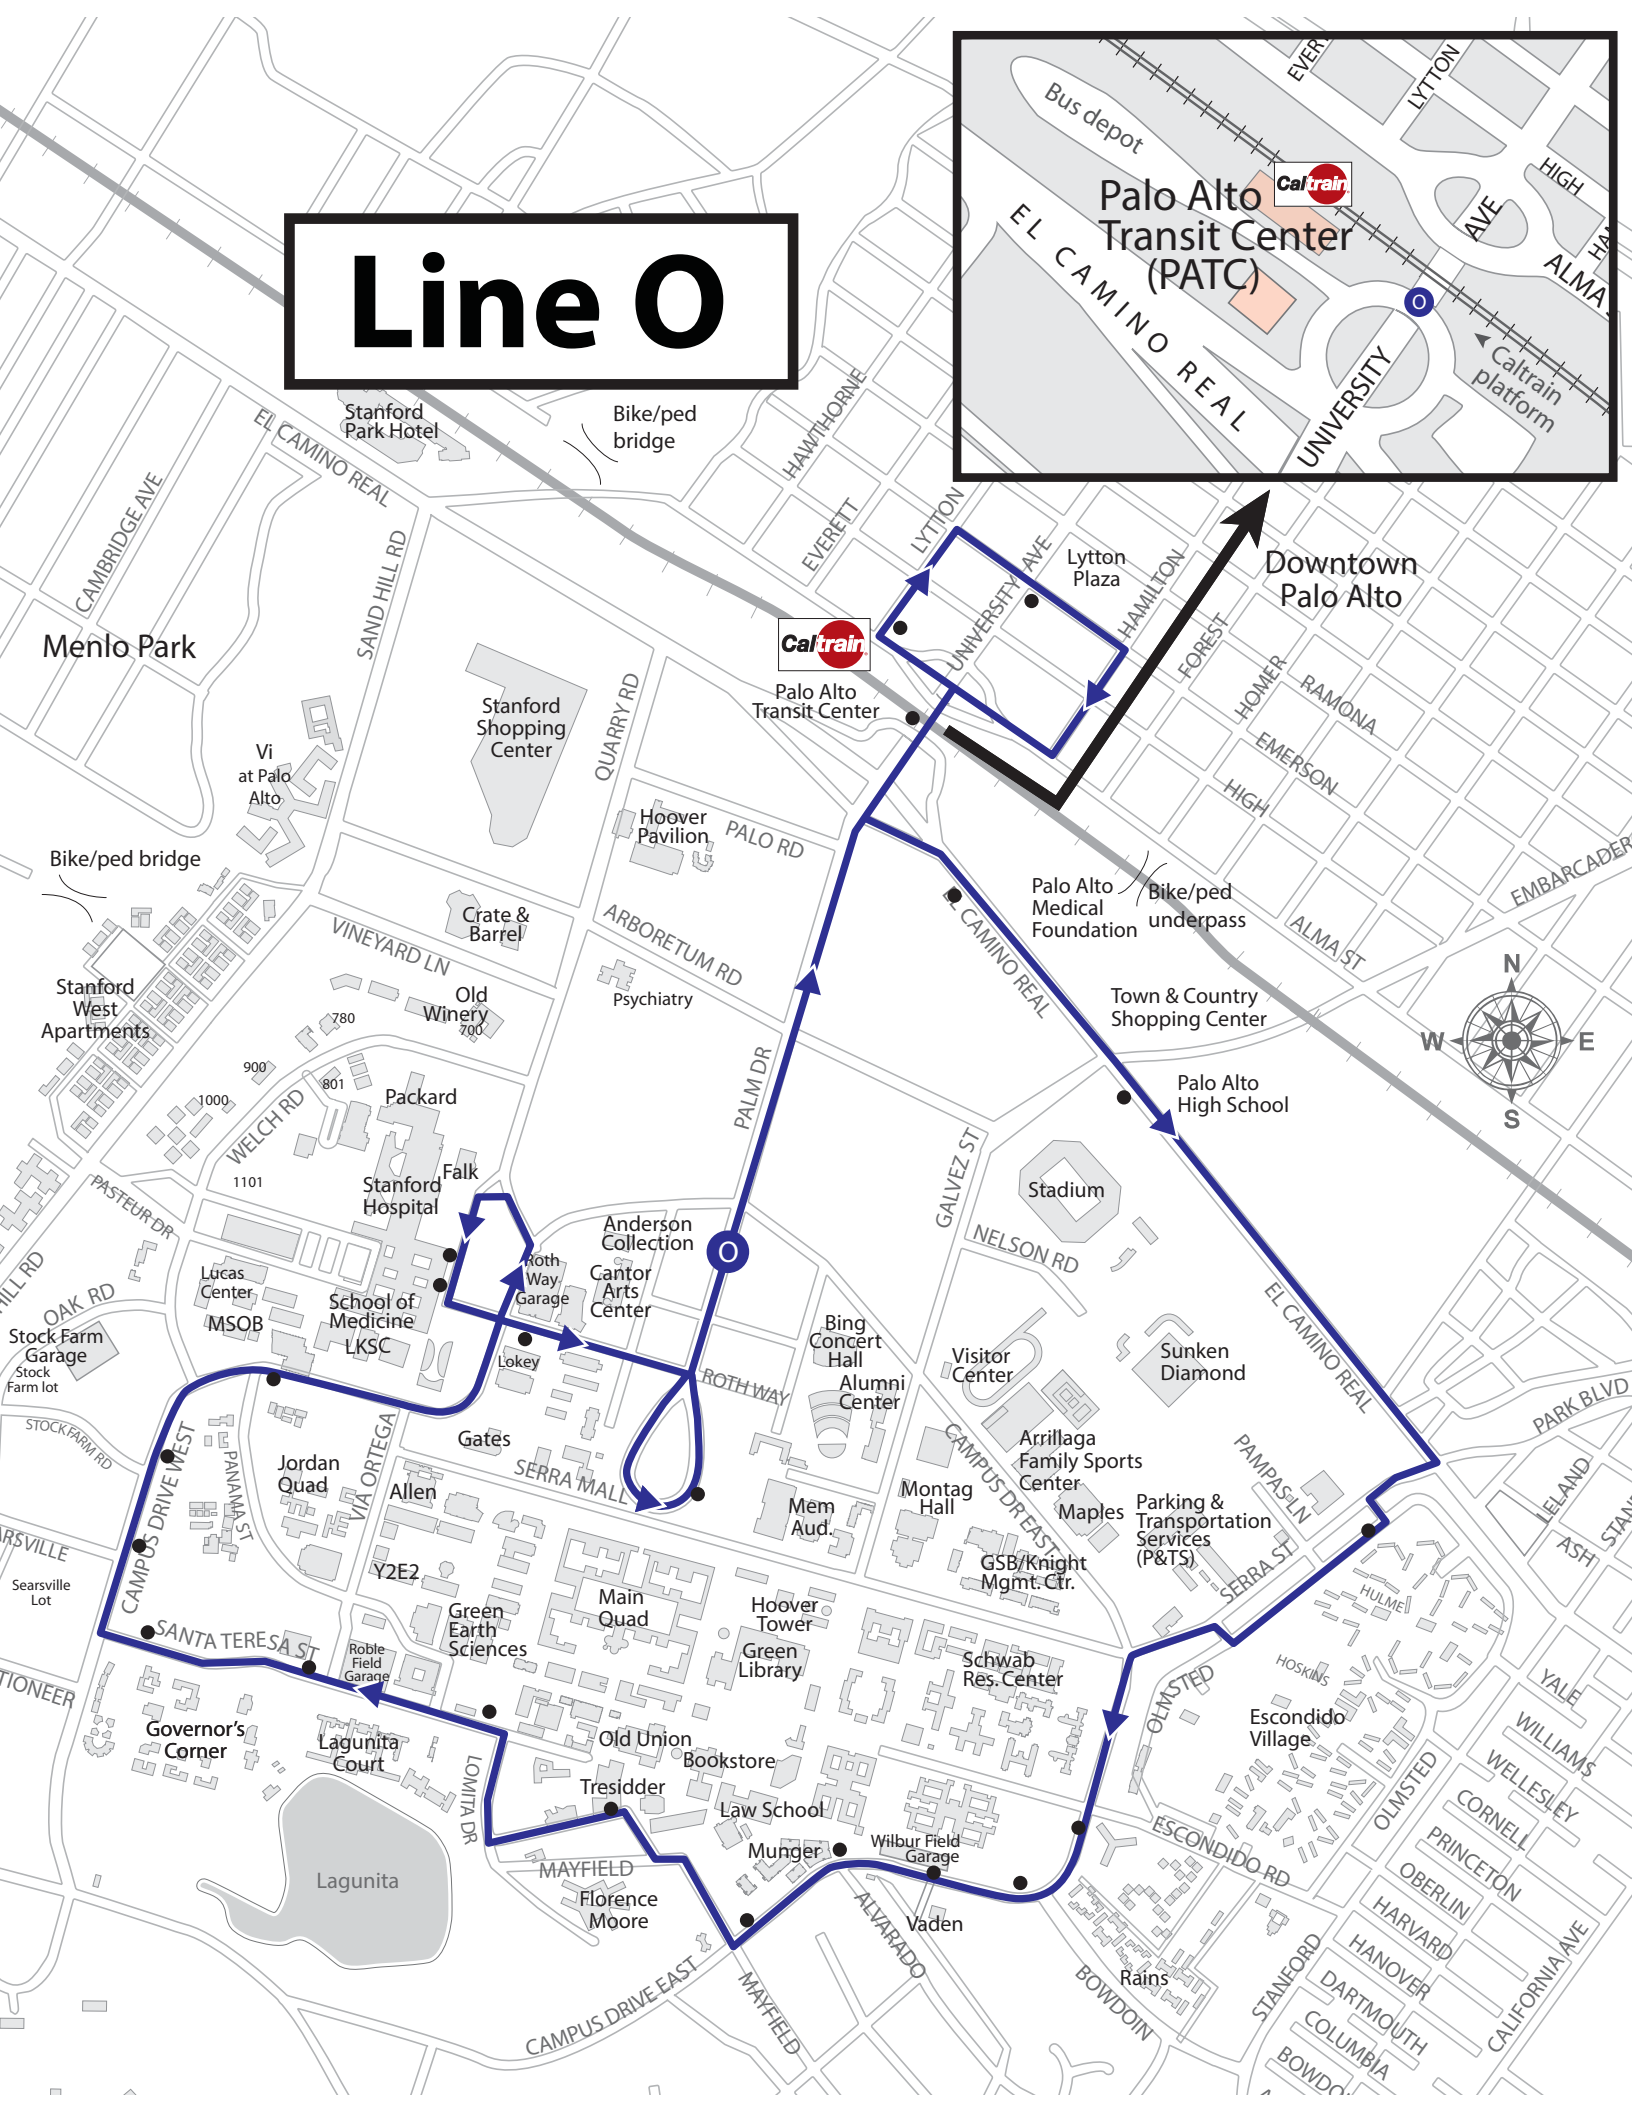 Line O
EVER
LYTTON
Bus depot
Caltrain
HIGH
Palo Alto
Transit Center
(PATC)
AVE
HA
ALMA S
EL CAMINO REAL
O
Caltrain
platform
UNIVERSITY
Stanford
Park Hotel
Bike/ped
bridge
EL CAMINO REAL
HAWTHORNE
CAMBRIDGE AVE
EVERETT
LYTTON
SAND HILL RD
UNIVERSITY AVE
Lytton
Plaza
HAMILTON
Downtown
Palo Alto
Menlo Park
Caltrain
FOREST
HOMER
RAMONA
Palo Alto
Transit Center
QUARRY RD
Stanford
Shopping
Center
Vi
at Palo
Alto
EMERSON
HIGH
Hoover
Pavilion
PALO RD
Bike/ped bridge
EMBARCADER
Palo Alto
Medical
Foundation
Bike/ped
underpass
EL CAMINO REAL
ALMA ST
Crate &
Barrel
VINEYARD LN
ARBORETUM RD
N
W
E
S
Stanford
West
Apartments
Psychiatry
Old
Winery
700
780
Town & Country
Shopping Center
900
801
1000
Packard
WELCH RD
PALM DR
Palo Alto
High School
GALVEZ ST
1101
PASTEUR DR
Falk
Stanford
Hospital
Stadium
Anderson
Collection
O
NELSON RD
HILL RD
Lucas
Center
OAK RD
Roth
Way
Garage
Cantor
Arts
Center
School of
Medicine
LKSC
MSOB
EL CAMINO REAL
Stock Farm
Garage
Stock
Farm lot
Lokey
Bing
Concert
Hall
Visitor
Center
Sunken
Diamond
ROTH WAY
Alumni
Center
PARK BLVD
STOCK FARM RD
CAMPUS DRIVE WEST
PANAMA ST
Jordan
Quad
VIA ORTEGA
Gates
SERRA MALL
Allen
CAMPUS DR EAST
Arrillaga
Family Sports
Center
PAMPAS LN
Montag
Hall
Maples
Mem
Aud.
Parking &
Transportation
Services
(P&TS)
LELAND
STAN
ASH
ARSVILLE
Searsville
Lot
Y2E2
GSB/Knight
Mgmt. Ctr.
SERRA ST
HULME
Main
Quad
Hoover
Tower
Green
Earth
Sciences
Green
Library
SANTA TERESA ST
Roble
Field
Garage
Schwab
Res. Center
HOSKINS
TIONEER
YALE
OLMSTED
Governor's
Corner
Lagunita
Court
Old Union
Bookstore
Escondido
Village
WILLIAMS
WELLESLEY
LOMITA DR
Tresidder
Law School
OLMSTED
CORNELL
Munger
Wilbur Field
Garage
ESCONDIDO RD
PRINCETON
MAYFIELD
OBERLIN
Lagunita
Florence
Moore
ALVARADO
Vaden
HARVARD
HANOVER
Rains
STANFORD
CALIFORNIA AVE
CAMPUS DRIVE EAST
MAYFIELD
BOWDOIN
DARTMOUTH
COLUMBIA
BOWDO